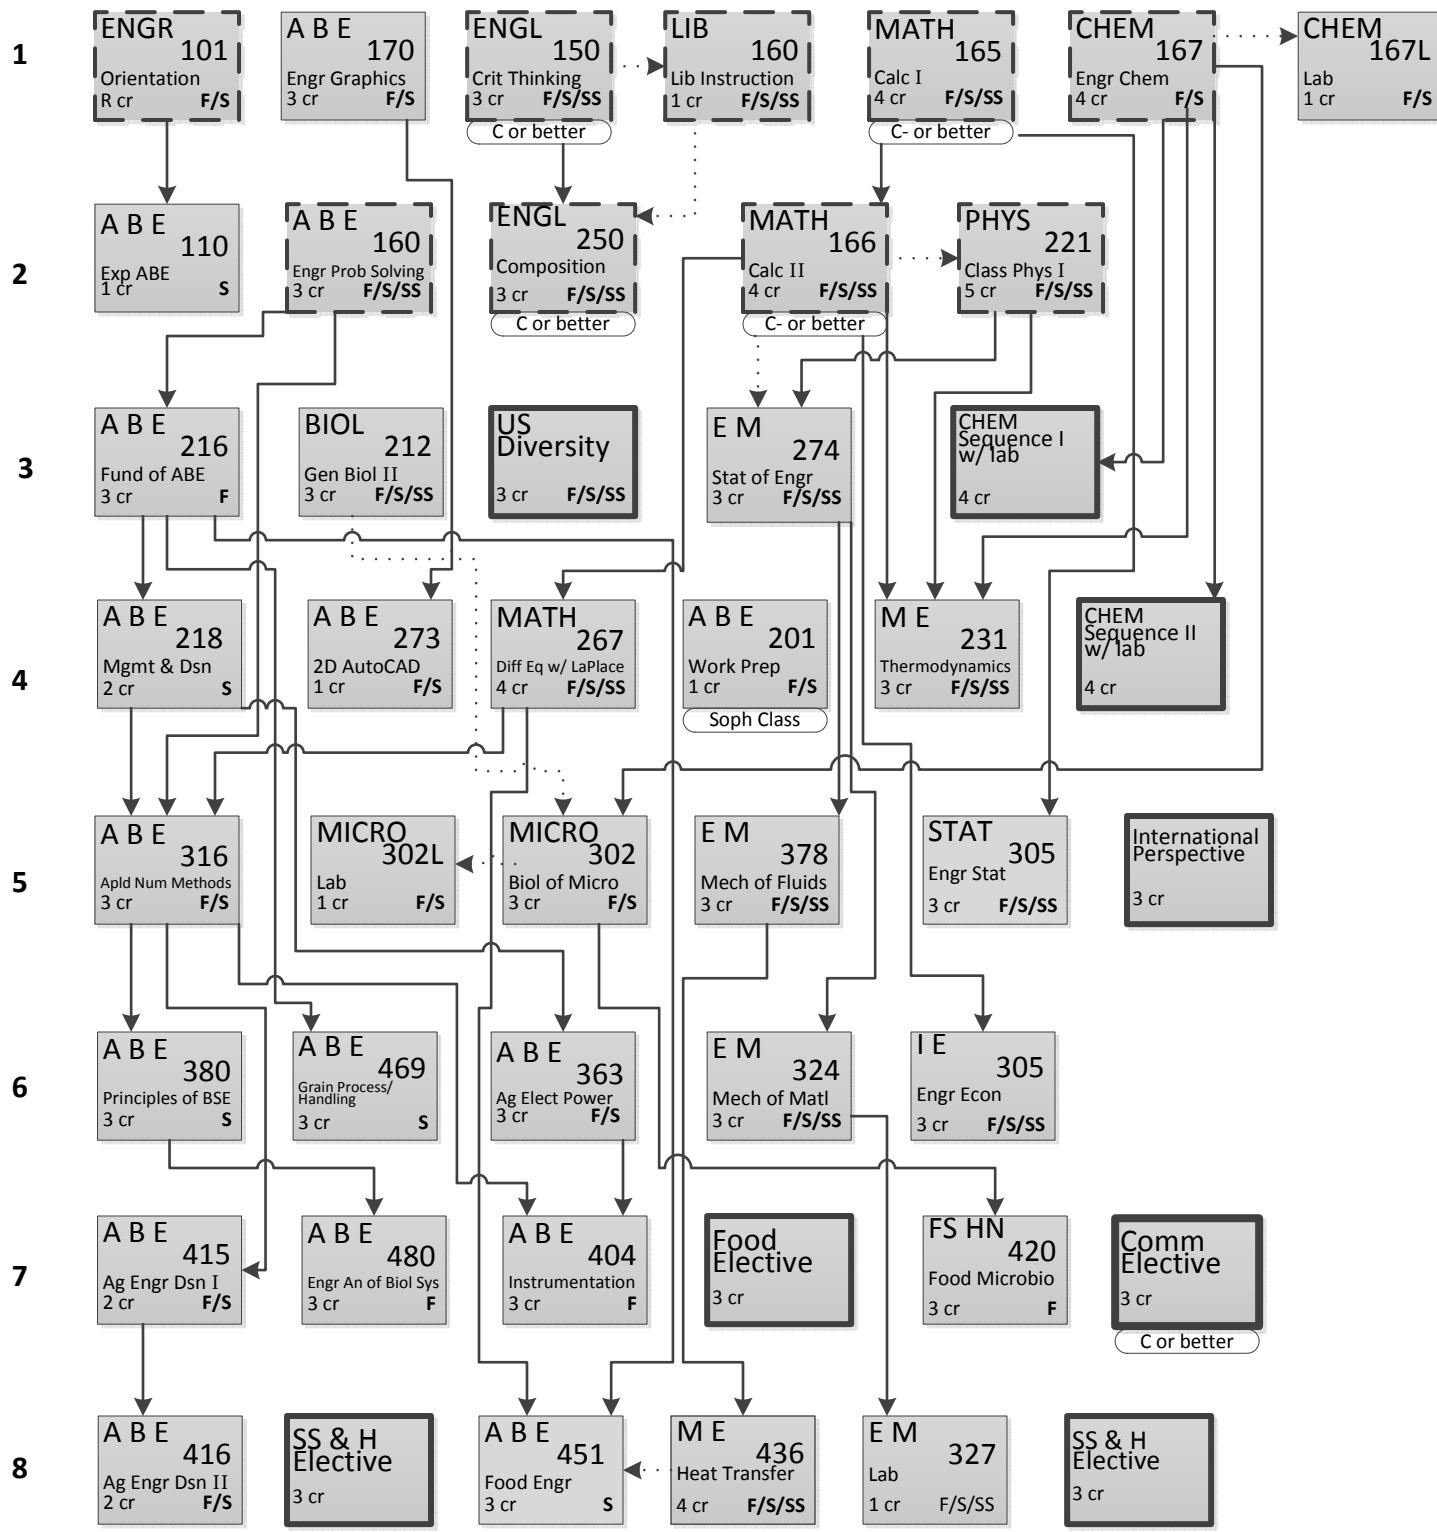 1
ENGR
101
Orientation
R cr F/S
A B E
170
Engr Graphics
3 cr F/S
ENGL
150
Crit Thinking
3 cr F/S/SS
C or better
LIB
160
Lib Instruction
1 cr F/S/SS
MATH
165
Calc I
4 cr F/S/SS
C- or better
CHEM
167
Engr Chem
4 cr F/S
CHEM
167L
Lab
1 cr F/S
2
A B E
110
Exp ABE
1 cr S
A B E
160
Engr Prob Solving
3 cr F/S/SS
ENGL
250
Composition
3 cr F/S/SS
C or better
MATH
166
Calc II
4 cr F/S/SS
C- or better
PHYS
221
Class Phys I
5 cr F/S/SS
3
A B E
216
Fund of ABE
3 cr F
BIOL
212
Gen Biol II
3 cr F/S/SS
US
Diversity
3 cr F/S/SS
E M
274
Stat of Engr
3 cr F/S/SS
CHEM
Sequence I
w/ lab
4 cr
4
A B E
218
Mgmt & Dsn
2 cr S
A B E
273
2D AutoCAD
1 cr F/S
MATH
267
Diff Eq w/ LaPlace
4 cr F/S/SS
A B E
201
Work Prep
1 cr F/S
Soph Class
M E
231
Thermodynamics
3 cr F/S/SS
CHEM
Sequence II
w/ lab
4 cr
5
A B E
316
Apld Num Methods
3 cr F/S
MICRO
302L
Lab
1 cr F/S
MICRO
302
Biol of Micro
3 cr F/S
E M
378
Mech of Fluids
3 cr F/S/SS
STAT
305
Engr Stat
3 cr F/S/SS
International
Perspective
3 cr
6
A B E
380
Principles of BSE
3 cr S
A B E
469
Grain Process/
Handling
3 cr S
A B E
363
Ag Elect Power
3 cr F/S
E M
324
Mech of Matl
3 cr F/S/SS
I E
305
Engr Econ
3 cr F/S/SS
7
A B E
415
Ag Engr Dsn I
2 cr F/S
A B E
480
Engr An of Biol Sys
3 cr F
A B E
404
Instrumentation
3 cr F
Food
Elective
3 cr
FS HN
420
Food Microbio
3 cr F
Comm
Elective
3 cr
C or better
8
A B E
416
Ag Engr Dsn II
2 cr F/S
SS & H
Elective
3 cr
A B E
451
Food Engr
3 cr S
M E
436
Heat Transfer
4 cr F/S/SS
E M
327
Lab
1 cr F/S/SS
SS & H
Elective
3 cr